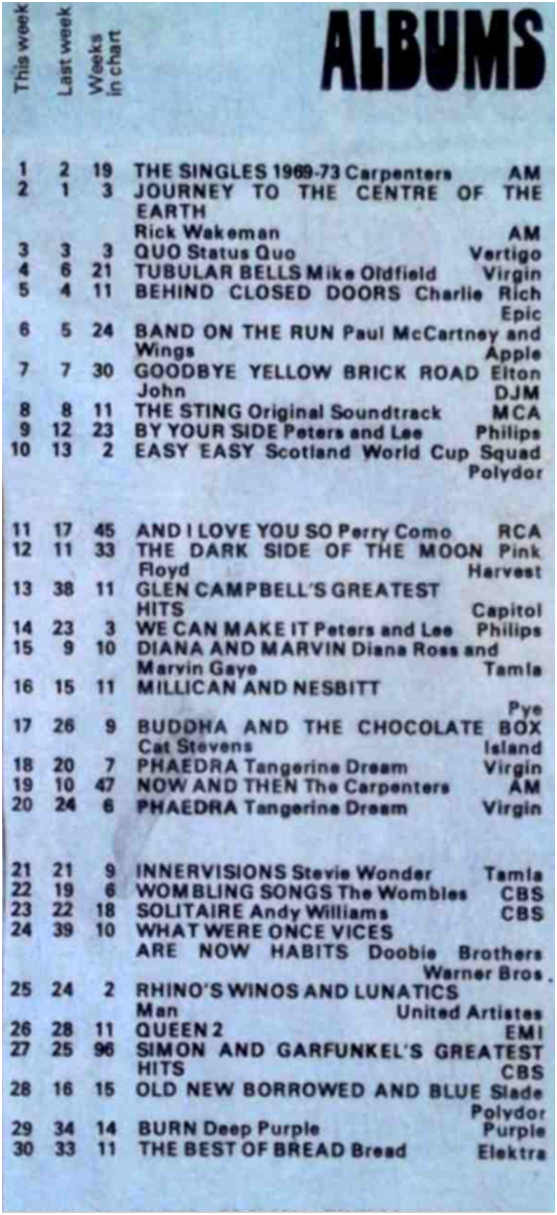 This week
Last week
Weeks
in chart
ALBUMS
1 2 19 THE SINGLES 1969-73 Carpenters AM
2 1 3 JOURNEY TO THE CENTRE OF THE
EARTH
Rick Wakeman AM
3 3 3 QUO Status Quo Vertigo
4 6 21 TUBULAR BELLS Mike Oldfield Virgin
5 4 11 BEHIND CLOSED DOORS Charlie Rich
Epic
6 5 24 BAND ON THE RUN Paul McCartney and
Wings Apple
7 7 30 GOODBYE YELLOW BRICK ROAD Elton
John DJM
8 8 11 THE STING Original Soundtrack MCA
9 12 23 BY YOUR SIDE Peters and Lee Philips
10 13 2 EASY EASY Scotland World Cup Squad
Polydor
11 17 45 AND I LOVE YOU SO Perry Como RCA
12 11 33 THE DARK SIDE OF THE MOON Pink
Floyd Harvest
13 38 11 GLEN CAMPBELL'S GREATEST
HITS Capitol
14 23 3 WE CAN MAKE IT Peters and Lee Philips
15 9 10 DIANA AND MARVIN Diana Ross and
Marvin Gaye Tamla
16 15 11 MILLICAN AND NESBITT
Pye
17 26 9 BUDDHA AND THE CHOCOLATE BOX
Cat Stevens Island
18 20 7 PHAEDRA Tangerine Dream Virgin
19 10 47 NOW AND THEN The Carpenters AM
20 24 6 PHAEDRA Tangerine Dream Virgin
21 21 9 INNERVISIONS Stevie Wonder Tamla
22 19 6 WOMBLING SONGS The Wombles CBS
23 22 18 SOLITAIRE Andy Williams CBS
24 39 10 WHAT WERE ONCE VICES
ARE NOW HABITS Doobie Brothers
Warner Bros.
25 24 2 RHINO'S WINOS AND LUNATICS
Man United Artistes
26 28 11 QUEEN 2 EMI
27 25 96 SIMON AND GARFUNKEL'S GREATEST
HITS CBS
28 16 15 OLD NEW BORROWED AND BLUE Slade
Polydor
29 34 14 BURN Deep Purple Purple
30 33 11 THE BEST OF BREAD Bread Elektra